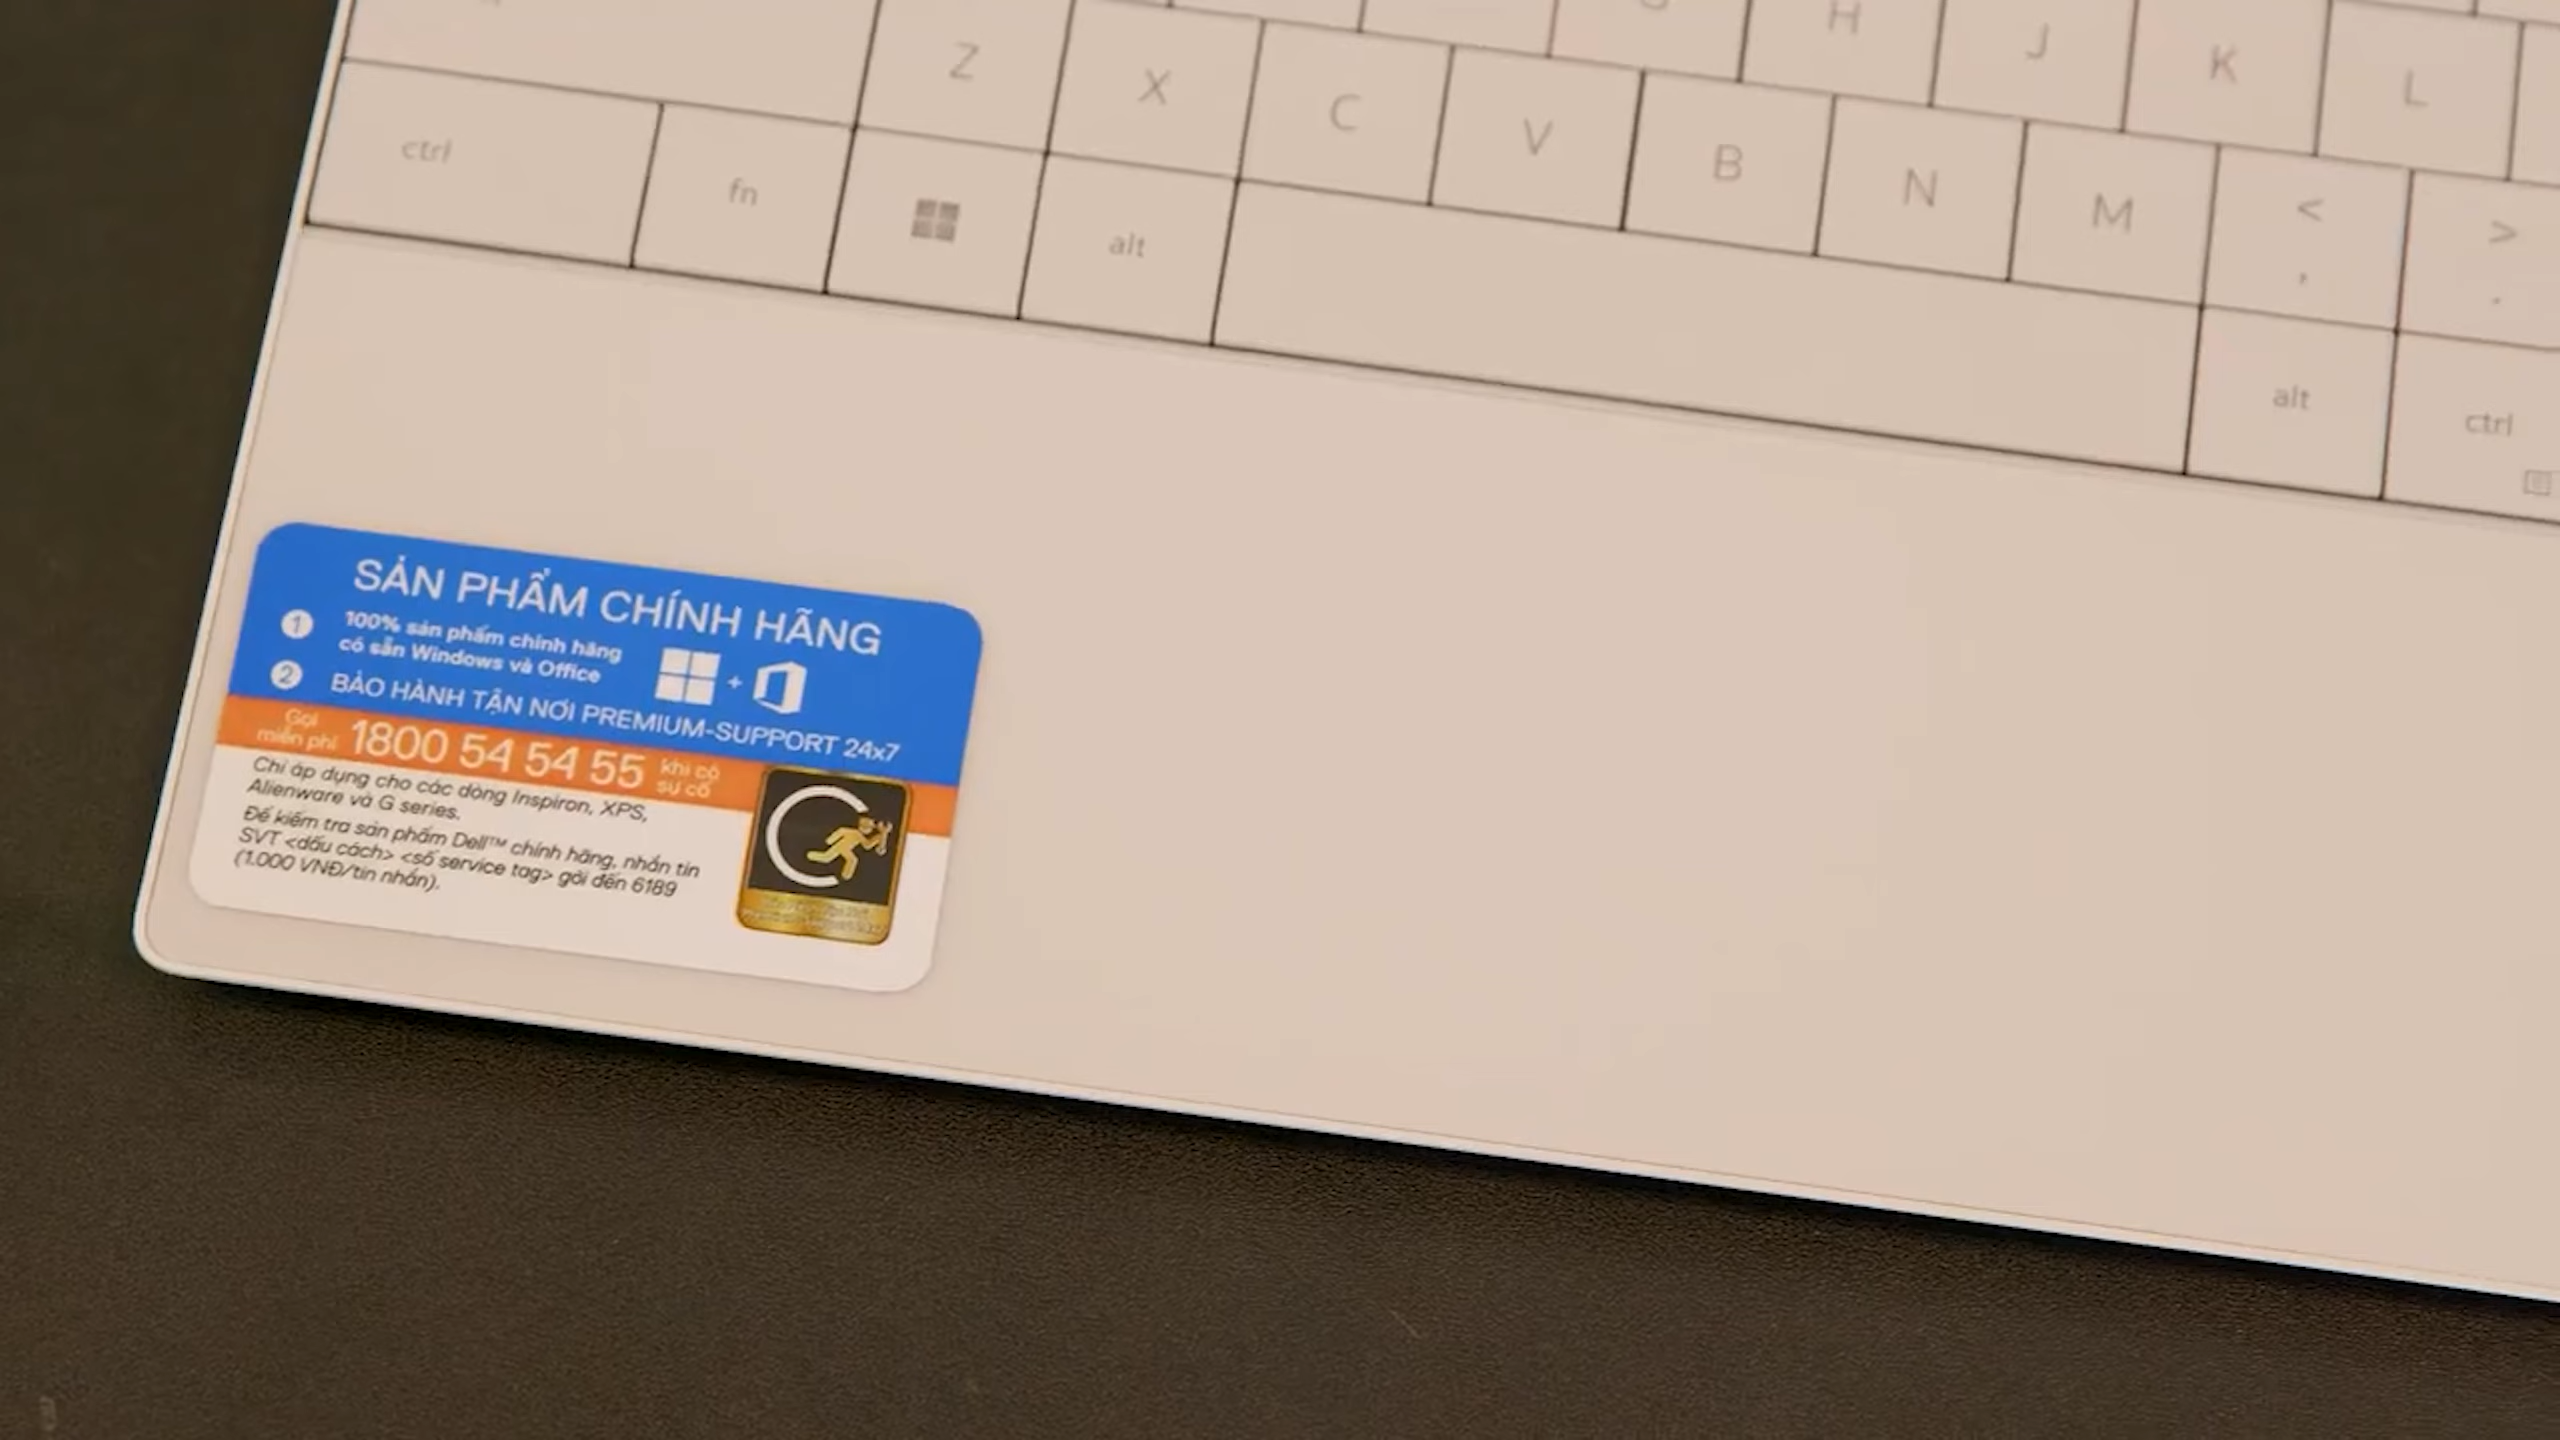 H J K L
Z X C V B N M < ,
> .
ctrl fn alt
alt ctrl
SẢN PHẨM CHÍNH HÃNG
1 100% sản phẩm chính hãng
có sẵn Windows và Office
+
2 BẢO HÀNH TẬN NƠI PREMIUM-SUPPORT 24x7
Gọi
miễn phí 1800 54 54 55 khi có
sự cố
Chỉ áp dụng cho các dòng Inspiron, XPS,
Alienware và G series.
Để kiểm tra sản phẩm Dell™ chính hãng, nhắn tin
SVT <dấu cách> <số service tag> gởi đến 6189
(1.000 VNĐ/tin nhắn).